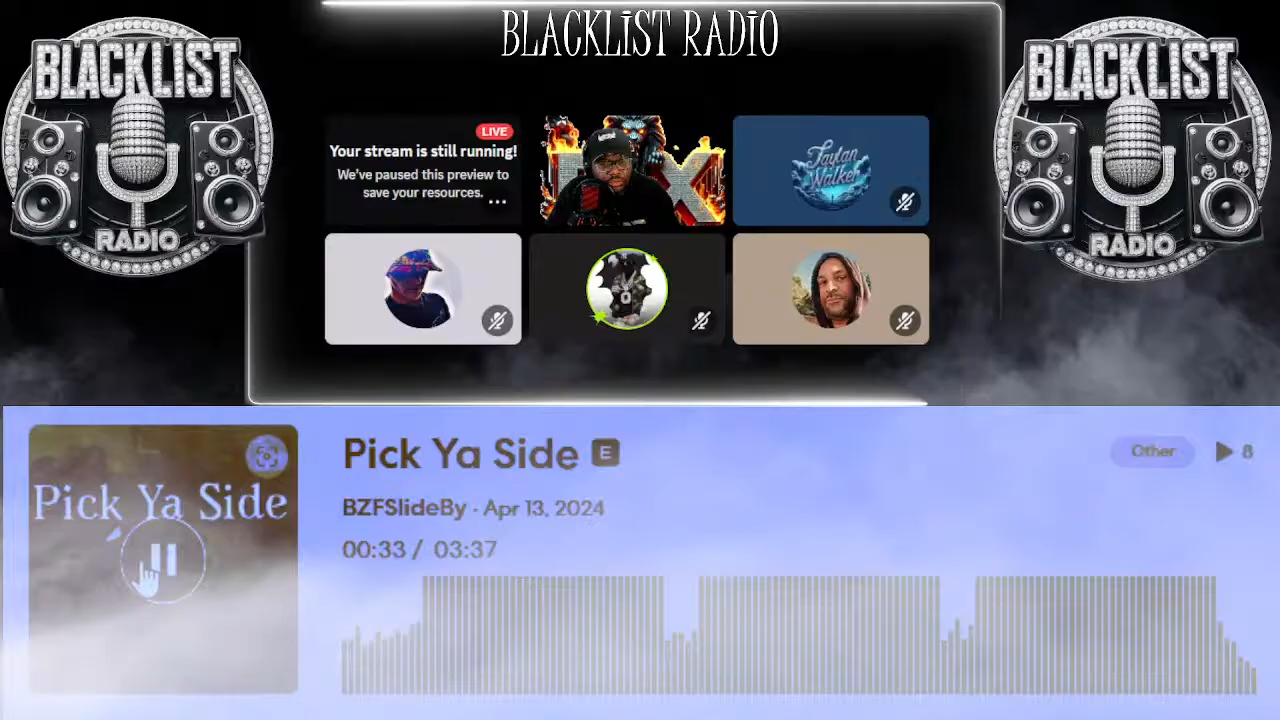 BLACKLIST RADIO
BLACKLIST
RADIO
BLACKLIST
RADIO
LIVE
Your stream is still running!
We've paused this preview to
save your resources.
Jaylan
Walker
Pick Ya Side
Pick Ya Side E
Other
8
BZFSlideBy · Apr 13, 2024
00:33 / 03:37